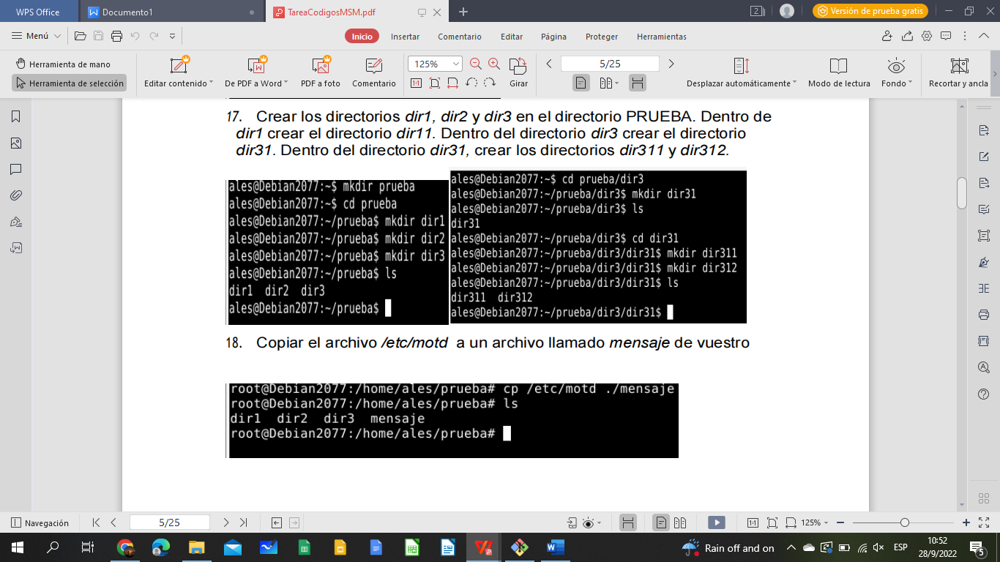 WPS Office
Documento1
TareaCodigosMSM.pdf
2
Versión de prueba gratis
Menú
Inicio
Insertar
Comentario
Editar
Página
Proteger
Herramientas
Herramienta de mano
Herramienta de selección
Editar contenido
De PDF a Word
PDF a foto
Comentario
125%
1:1
Girar
5/25
Desplazar automáticamente
Modo de lectura
Fondo
Recortar y ancla
17. Crear los directorios dir1, dir2 y dir3 en el directorio PRUEBA. Dentro de
dir1 crear el directorio dir11. Dentro del directorio dir3 crear el directorio
dir31. Dentro del directorio dir31, crear los directorios dir311 y dir312.
ales@Debian2077:~$ mkdir prueba
ales@Debian2077:~$ cd prueba
ales@Debian2077:~/prueba$ mkdir dir1
ales@Debian2077:~/prueba$ mkdir dir2
ales@Debian2077:~/prueba$ mkdir dir3
ales@Debian2077:~/prueba$ ls
dir1 dir2 dir3
ales@Debian2077:~/prueba$
ales@Debian2077:~$ cd prueba/dir3
ales@Debian2077:~/prueba/dir3$ mkdir dir31
ales@Debian2077:~/prueba/dir3$ ls
dir31
ales@Debian2077:~/prueba/dir3$ cd dir31
ales@Debian2077:~/prueba/dir3/dir31$ mkdir dir311
ales@Debian2077:~/prueba/dir3/dir31$ mkdir dir312
ales@Debian2077:~/prueba/dir3/dir31$ ls
dir311 dir312
ales@Debian2077:~/prueba/dir3/dir31$
18. Copiar el archivo /etc/motd a un archivo llamado mensaje de vuestro
root@Debian2077:/home/ales/prueba# cp /etc/motd ./mensaje
root@Debian2077:/home/ales/prueba# ls
dir1 dir2 dir3 mensaje
root@Debian2077:/home/ales/prueba#
Navegación
5/25
1:1
125%
Rain off and on
ESP
10:52
28/9/2022
5